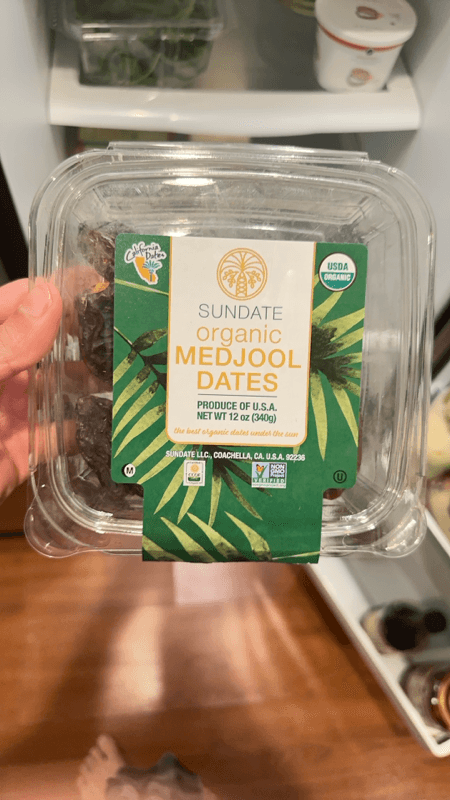 California
Dates
USDA
ORGANIC
SUNDATE
organic
MEDJOOL
DATES
PRODUCE OF U.S.A.
NET WT 12 oz (340g)
the best organic dates under the sun
SUNDATE LLC., COACHELLA, CA. U.S.A. 92236
M
NON
GMO
Project
VERIFIED
U